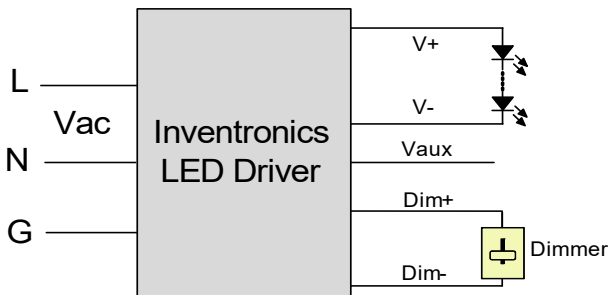 L
Vac
N
G
Inventronics
LED Driver
V+
V-
Vaux
Dim+
Dim-
Dimmer